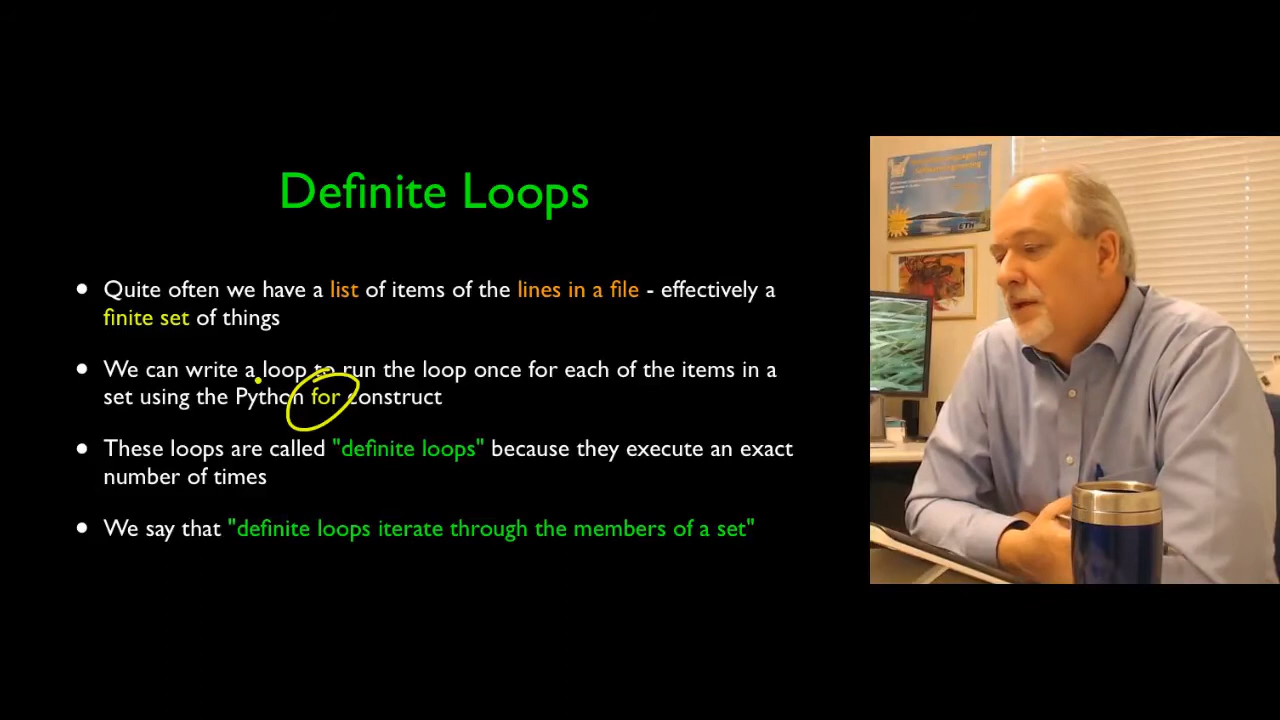 Definite Loops
• Quite often we have a list of items of the lines in a file - effectively a
finite set of things
• We can write a loop to run the loop once for each of the items in a
set using the Python for construct
• These loops are called "definite loops" because they execute an exact
number of times
• We say that "definite loops iterate through the members of a set"
ETH